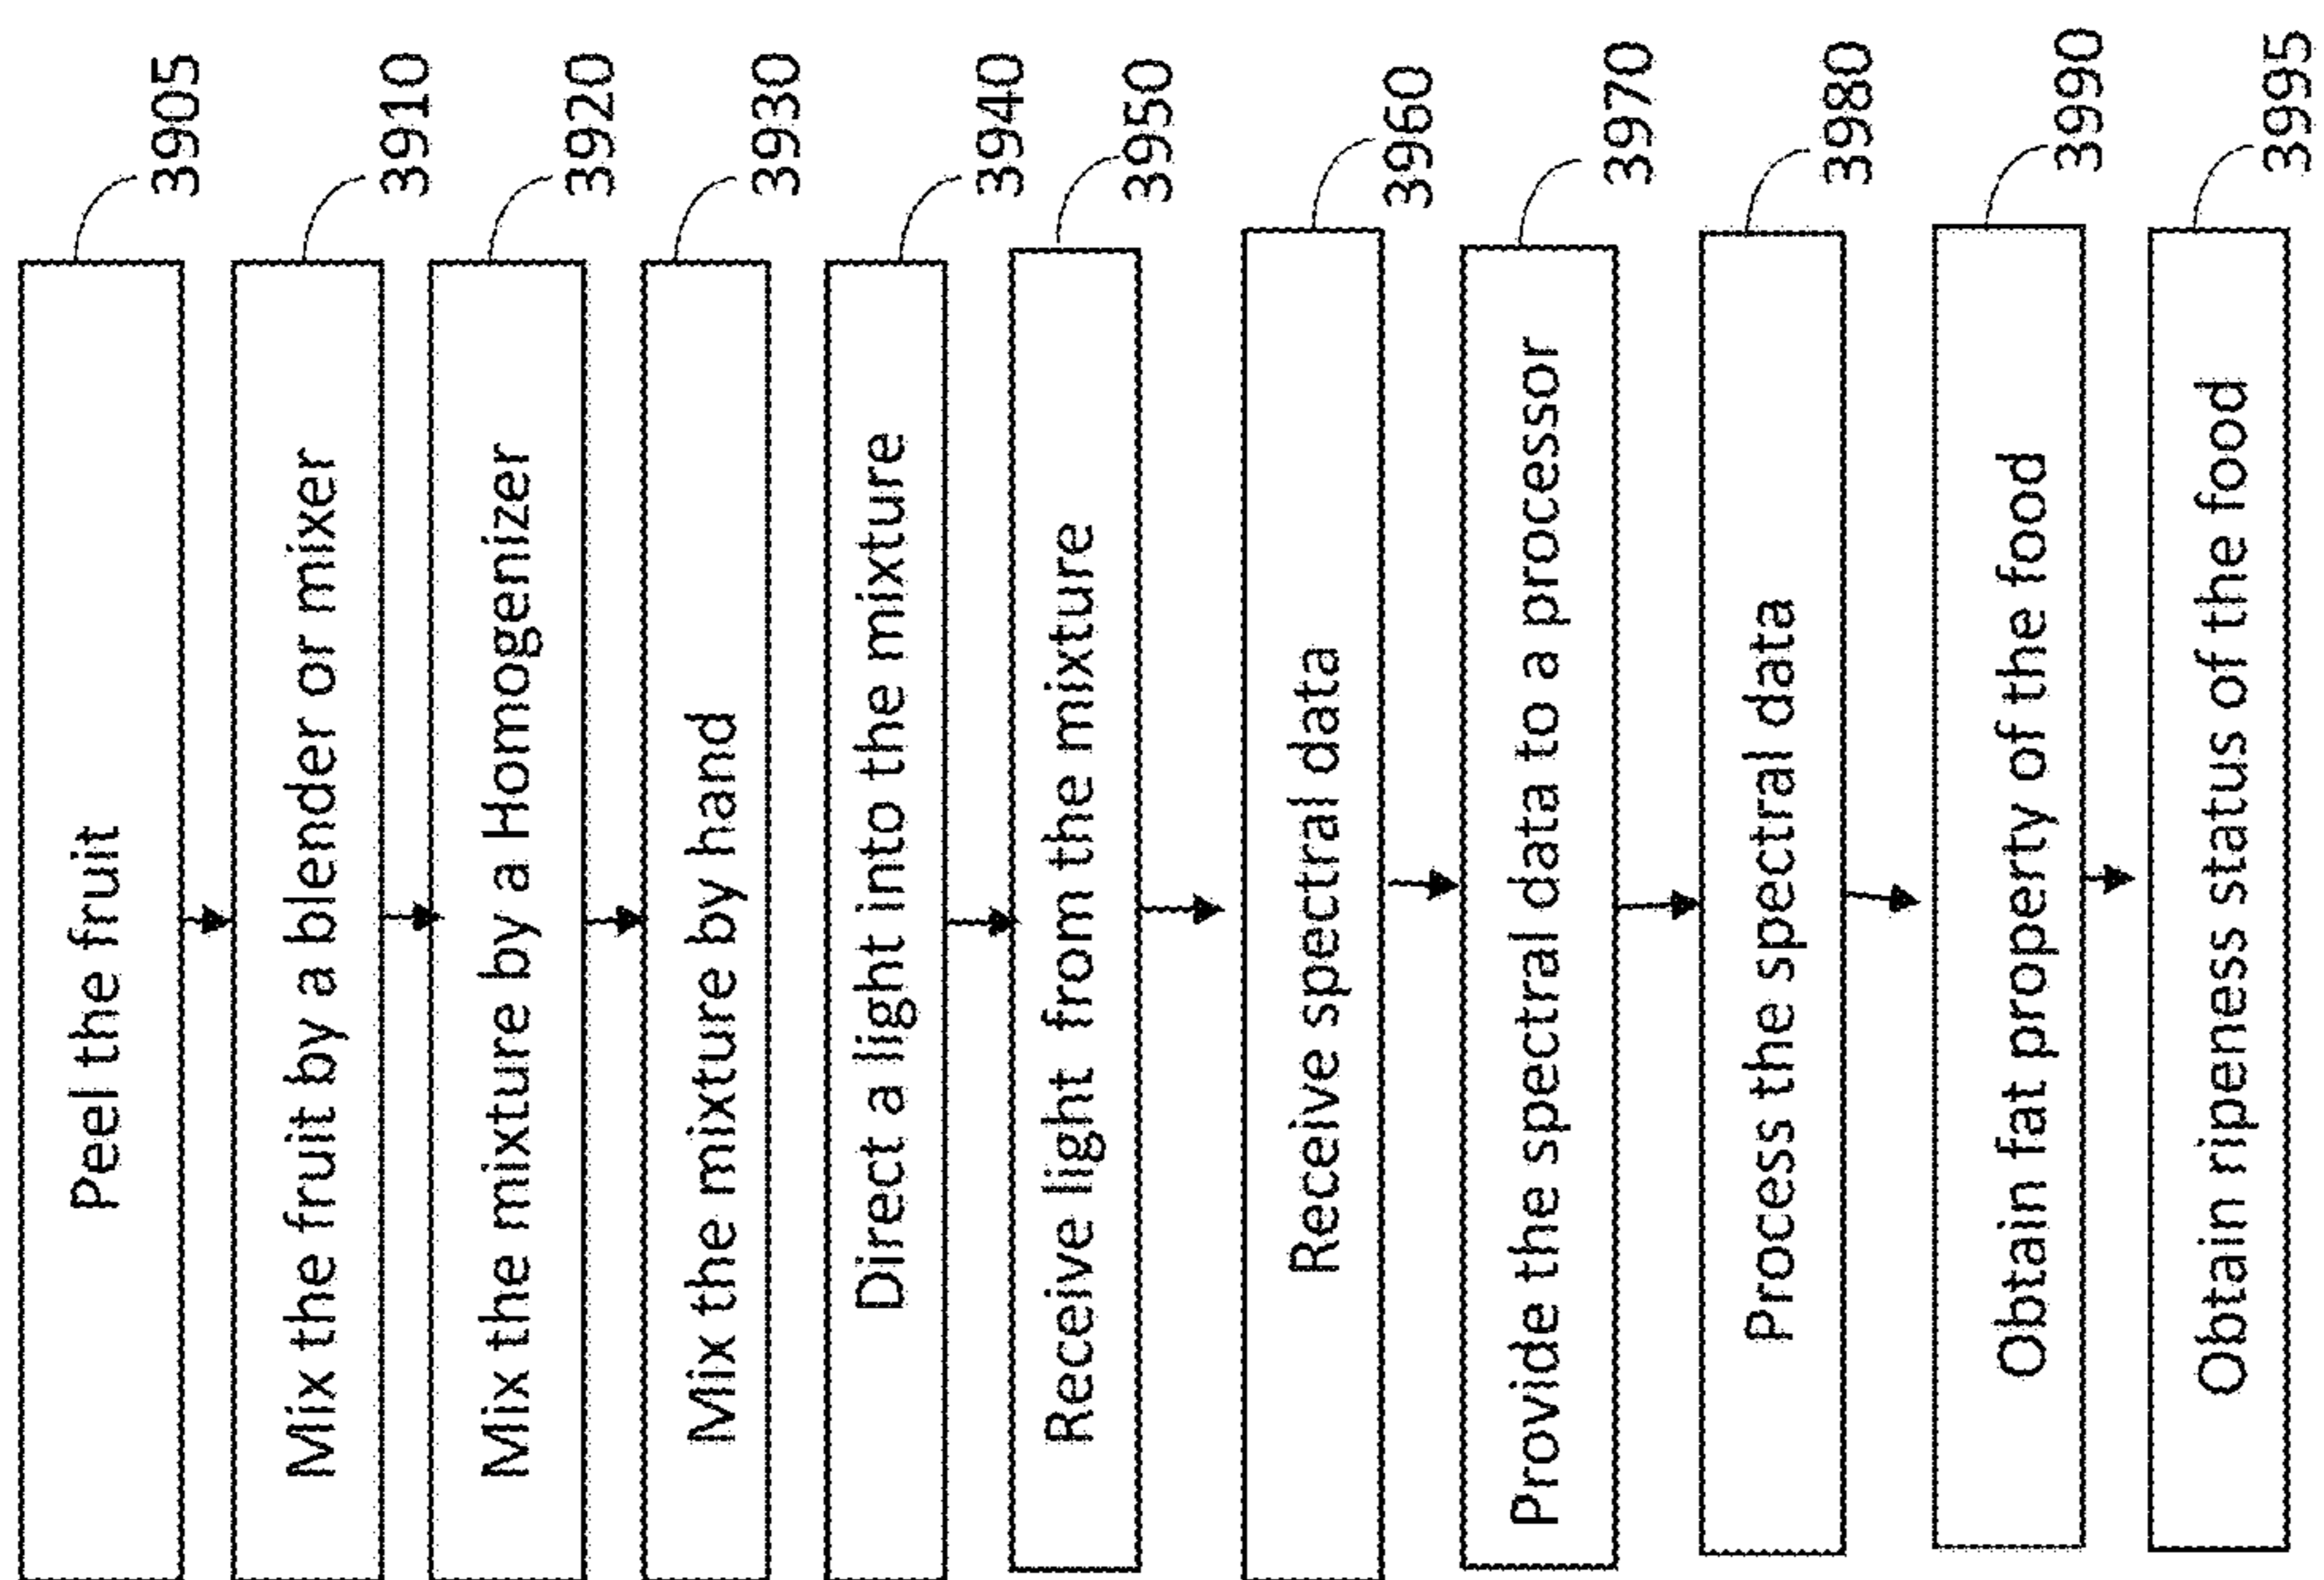 Peel the fruit
3905
Mix the fruit by a blender or mixer
3910
Mix the mixture by a Homogenizer
3920
Mix the mixture by hand
3930
Direct a light into the mixture
3940
Receive light from the mixture
3950
Receive spectral data
3960
Provide the spectral data to a processor
3970
Process the spectral data
3980
Obtain fat property of the food
3990
Obtain ripeness status of the food
3995